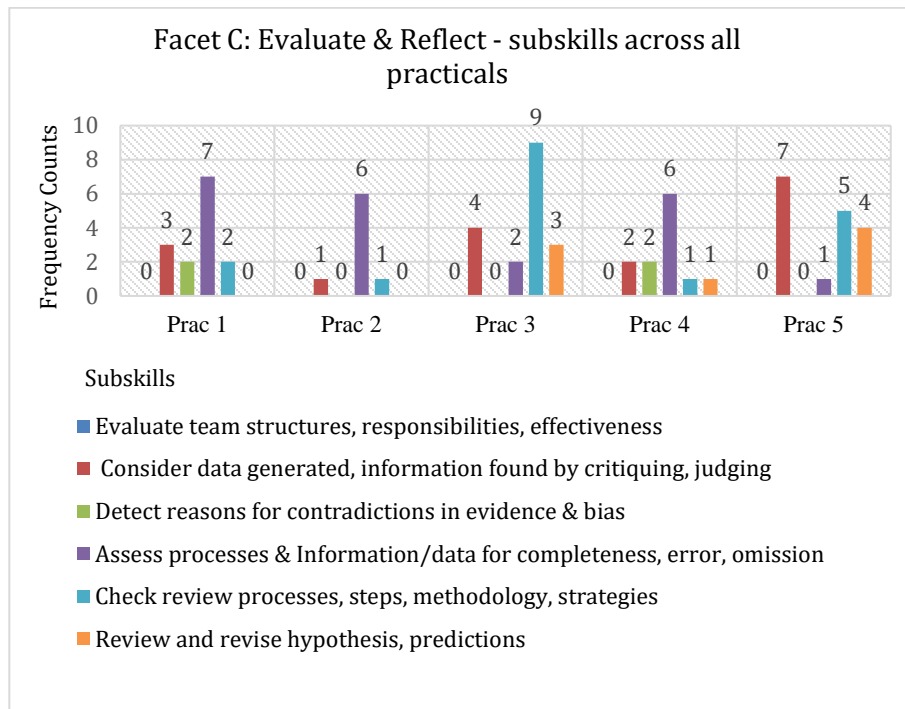 Facet C: Evaluate & Reflect - subskills across all
practicals
Frequency Counts
10
8
6
4
2
0
0 3 2 7 2 0
0 1 0 6 1 0
0 4 0 2 9 3
0 2 2 6 1 1
0 7 0 1 5 4
Prac 1 Prac 2 Prac 3 Prac 4 Prac 5
Subskills
Evaluate team structures, responsibilities, effectiveness
Consider data generated, information found by critiquing, judging
Detect reasons for contradictions in evidence & bias
Assess processes & Information/data for completeness, error, omission
Check review processes, steps, methodology, strategies
Review and revise hypothesis, predictions